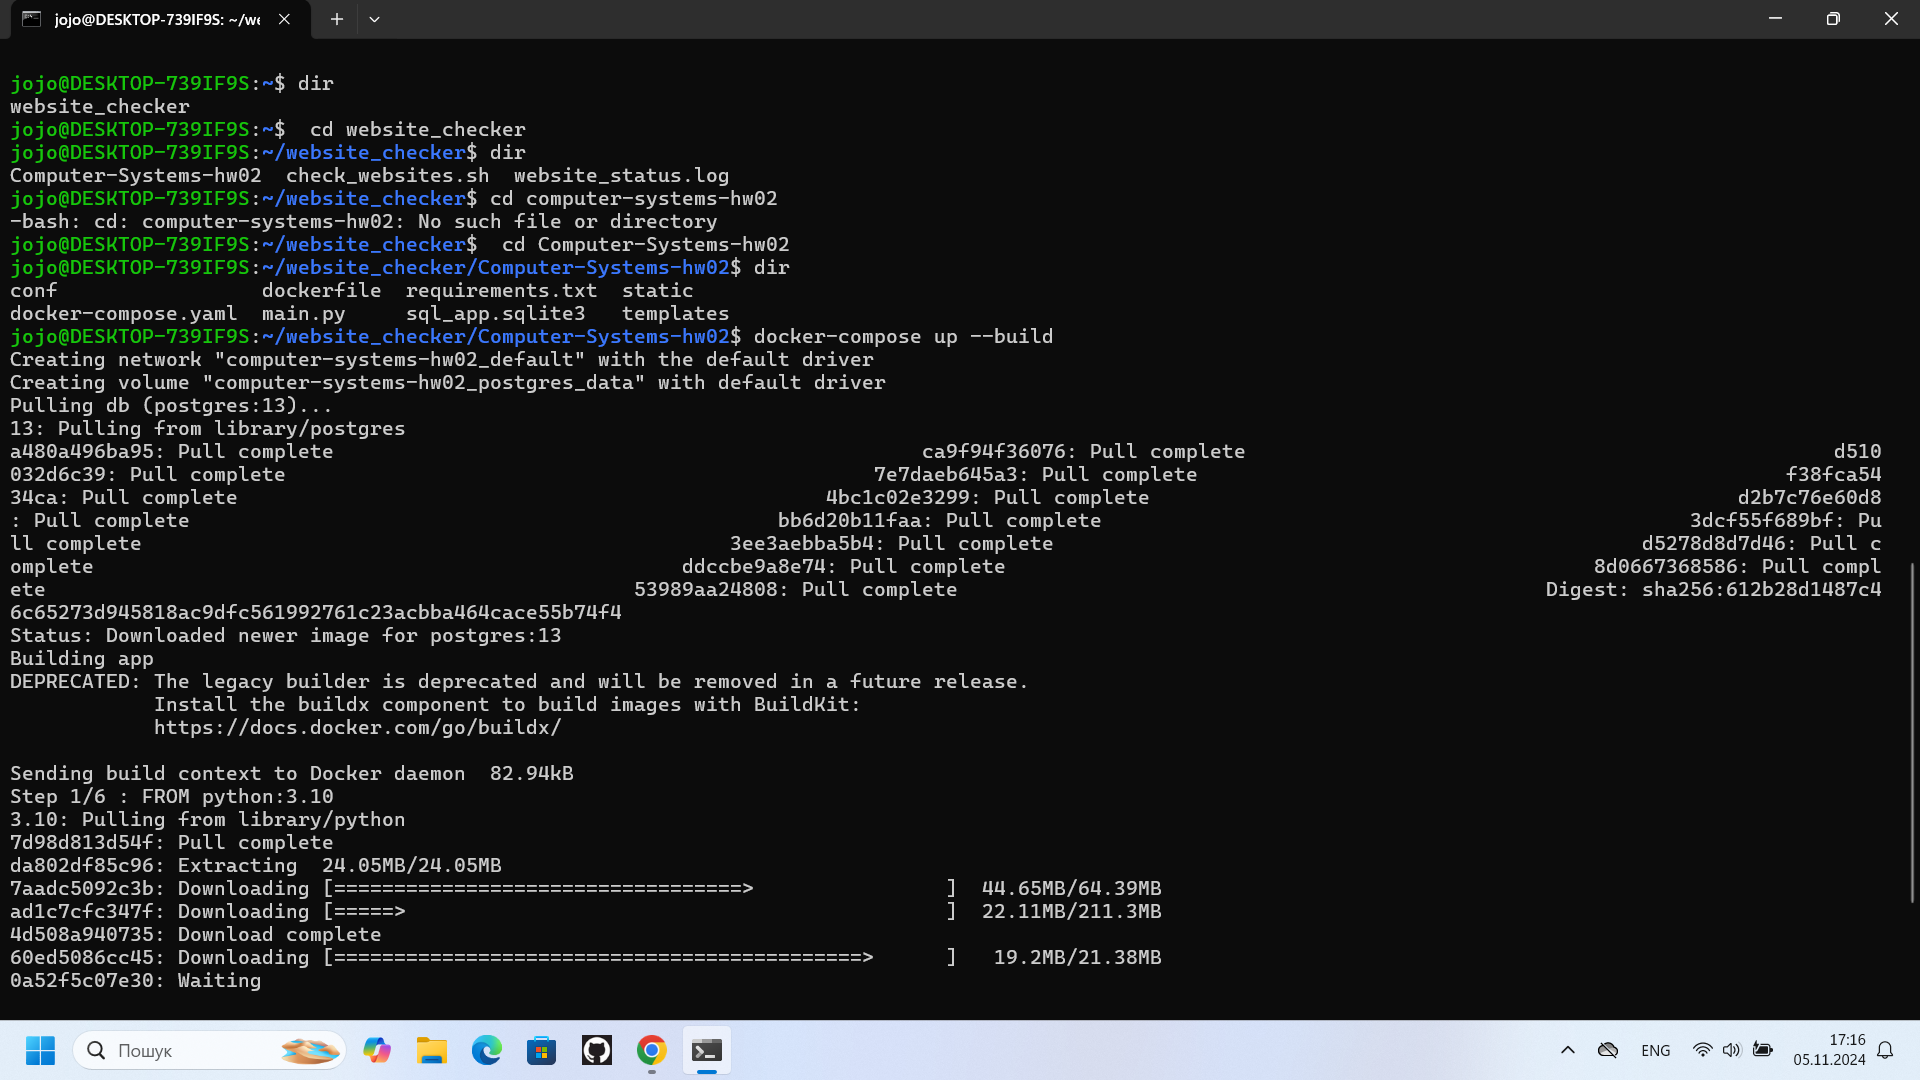 jojo@DESKTOP-739IF9S: ~/we
jojo@DESKTOP-739IF9S:~$ dir
website_checker
jojo@DESKTOP-739IF9S:~$  cd website_checker
jojo@DESKTOP-739IF9S:~/website_checker$ dir
Computer-Systems-hw02  check_websites.sh  website_status.log
jojo@DESKTOP-739IF9S:~/website_checker$ cd computer-systems-hw02
-bash: cd: computer-systems-hw02: No such file or directory
jojo@DESKTOP-739IF9S:~/website_checker$  cd Computer-Systems-hw02
jojo@DESKTOP-739IF9S:~/website_checker/Computer-Systems-hw02$ dir
conf                 dockerfile  requirements.txt  static
docker-compose.yaml  main.py     sql_app.sqlite3   templates
jojo@DESKTOP-739IF9S:~/website_checker/Computer-Systems-hw02$ docker-compose up --build
Creating network "computer-systems-hw02_default" with the default driver
Creating volume "computer-systems-hw02_postgres_data" with default driver
Pulling db (postgres:13)...
13: Pulling from library/postgres
a480a496ba95: Pull complete ca9f94f36076: Pull complete d510
032d6c39: Pull complete 7e7daeb645a3: Pull complete f38fca54
34ca: Pull complete 4bc1c02e3299: Pull complete d2b7c76e60d8
: Pull complete bb6d20b11faa: Pull complete 3dcf55f689bf: Pu
ll complete 3ee3aebba5b4: Pull complete d5278d8d7d46: Pull c
omplete ddccbe9a8e74: Pull complete 8d0667368586: Pull compl
ete 53989aa24808: Pull complete Digest: sha256:612b28d1487c4
6c65273d945818ac9dfc561992761c23acbba464cace55b74f4
Status: Downloaded newer image for postgres:13
Building app
DEPRECATED: The legacy builder is deprecated and will be removed in a future release.
            Install the buildx component to build images with BuildKit:
            https://docs.docker.com/go/buildx/
Sending build context to Docker daemon  82.94kB
Step 1/6 : FROM python:3.10
3.10: Pulling from library/python
7d98d813d54f: Pull complete
da802df85c96: Extracting  24.05MB/24.05MB
7aadc5092c3b: Downloading [==================================>                ]  44.65MB/64.39MB
ad1c7cfc347f: Downloading [=====>                                             ]  22.11MB/211.3MB
4d508a940735: Download complete
60ed5086cc45: Downloading [============================================>      ]   19.2MB/21.38MB
0a52f5c07e30: Waiting
Пошук
ENG
17:16
05.11.2024